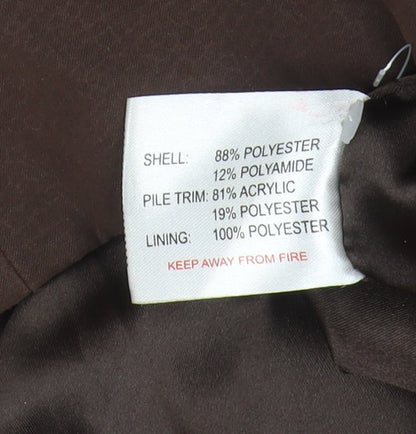 SHELL: 88% POLYESTER
12% POLYAMIDE
PILE TRIM: 81% ACRYLIC
19% POLYESTER
LINING: 100% POLYESTER
KEEP AWAY FROM FIRE